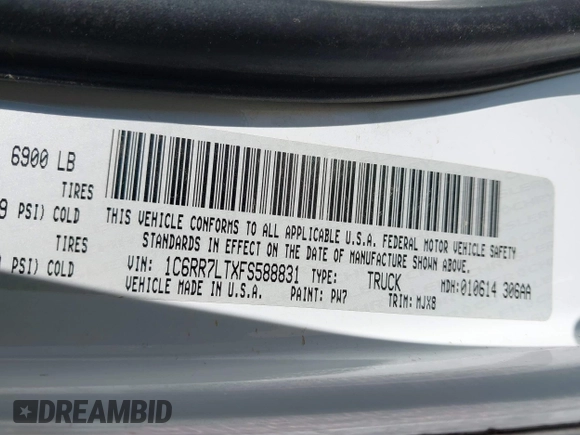 6900 LB
TIRES
9 PSI) COLD
TIRES
PSI) COLD
THIS VEHICLE CONFORMS TO ALL APPLICABLE U.S.A. FEDERAL MOTOR VEHICLE SAFETY
STANDARDS IN EFFECT ON THE DATE OF MANUFACTURE SHOWN ABOVE.
VIN: 1C6RR7LTXFS588831 TYPE: TRUCK MDH:010614 306AA
VEHICLE MADE IN U.S.A. PAINT: PW7 TRIM: MJX8
DREAMBID